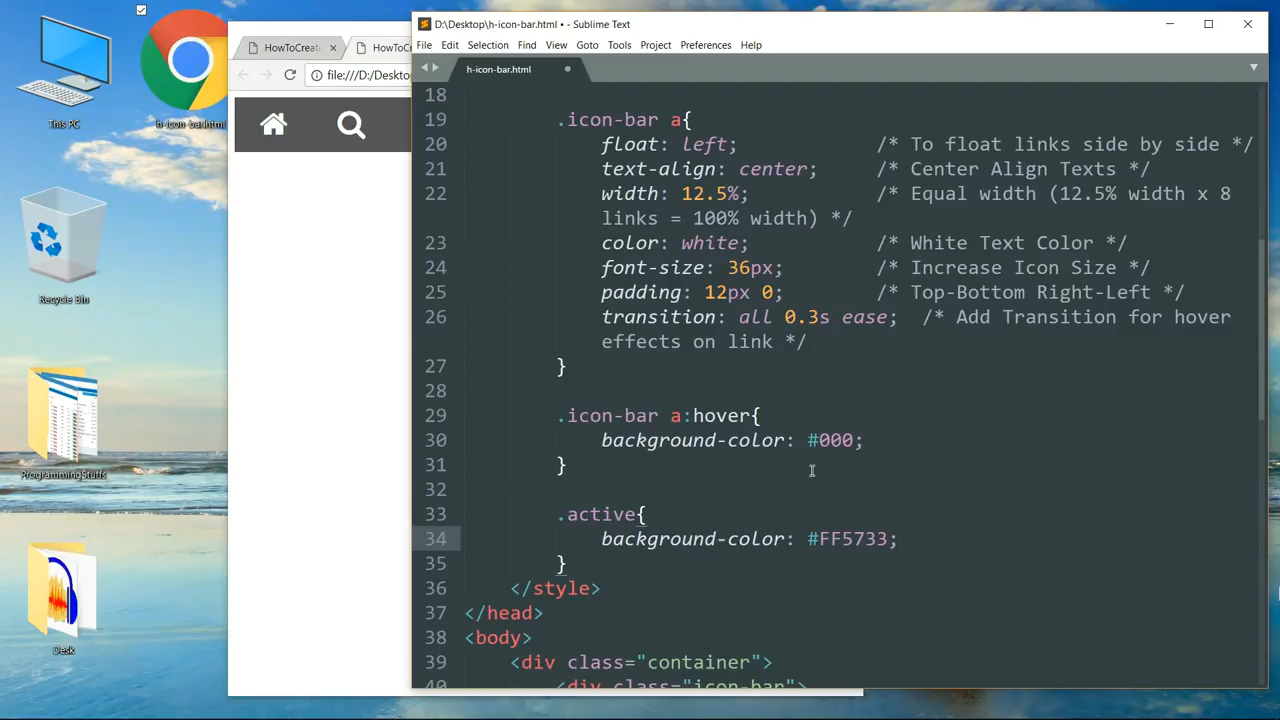 D:\Desktop\h-icon-bar.html • - Sublime Text
File Edit Selection Find View Goto Tools Project Preferences Help
h-icon-bar.html
HowToCreate
HowToC
file:///D:/Desktop
This PC
Recycle Bin
ProgrammingStuffs
Desk
18
19 .icon-bar a{
20 float: left; /* To float links side by side */
21 text-align: center; /* Center Align Texts */
22 width: 12.5%; /* Equal width (12.5% width x 8
links = 100% width) */
23 color: white; /* White Text Color */
24 font-size: 36px; /* Increase Icon Size */
25 padding: 12px 0; /* Top-Bottom Right-Left */
26 transition: all 0.3s ease; /* Add Transition for hover
effects on link */
27 }
28
29 .icon-bar a:hover{
30 background-color: #000;
31 }
32
33 .active{
34 background-color: #FF5733;
35 }
36 </style>
37 </head>
38 <body>
39 <div class="container">
40 <div class="icon-bar">